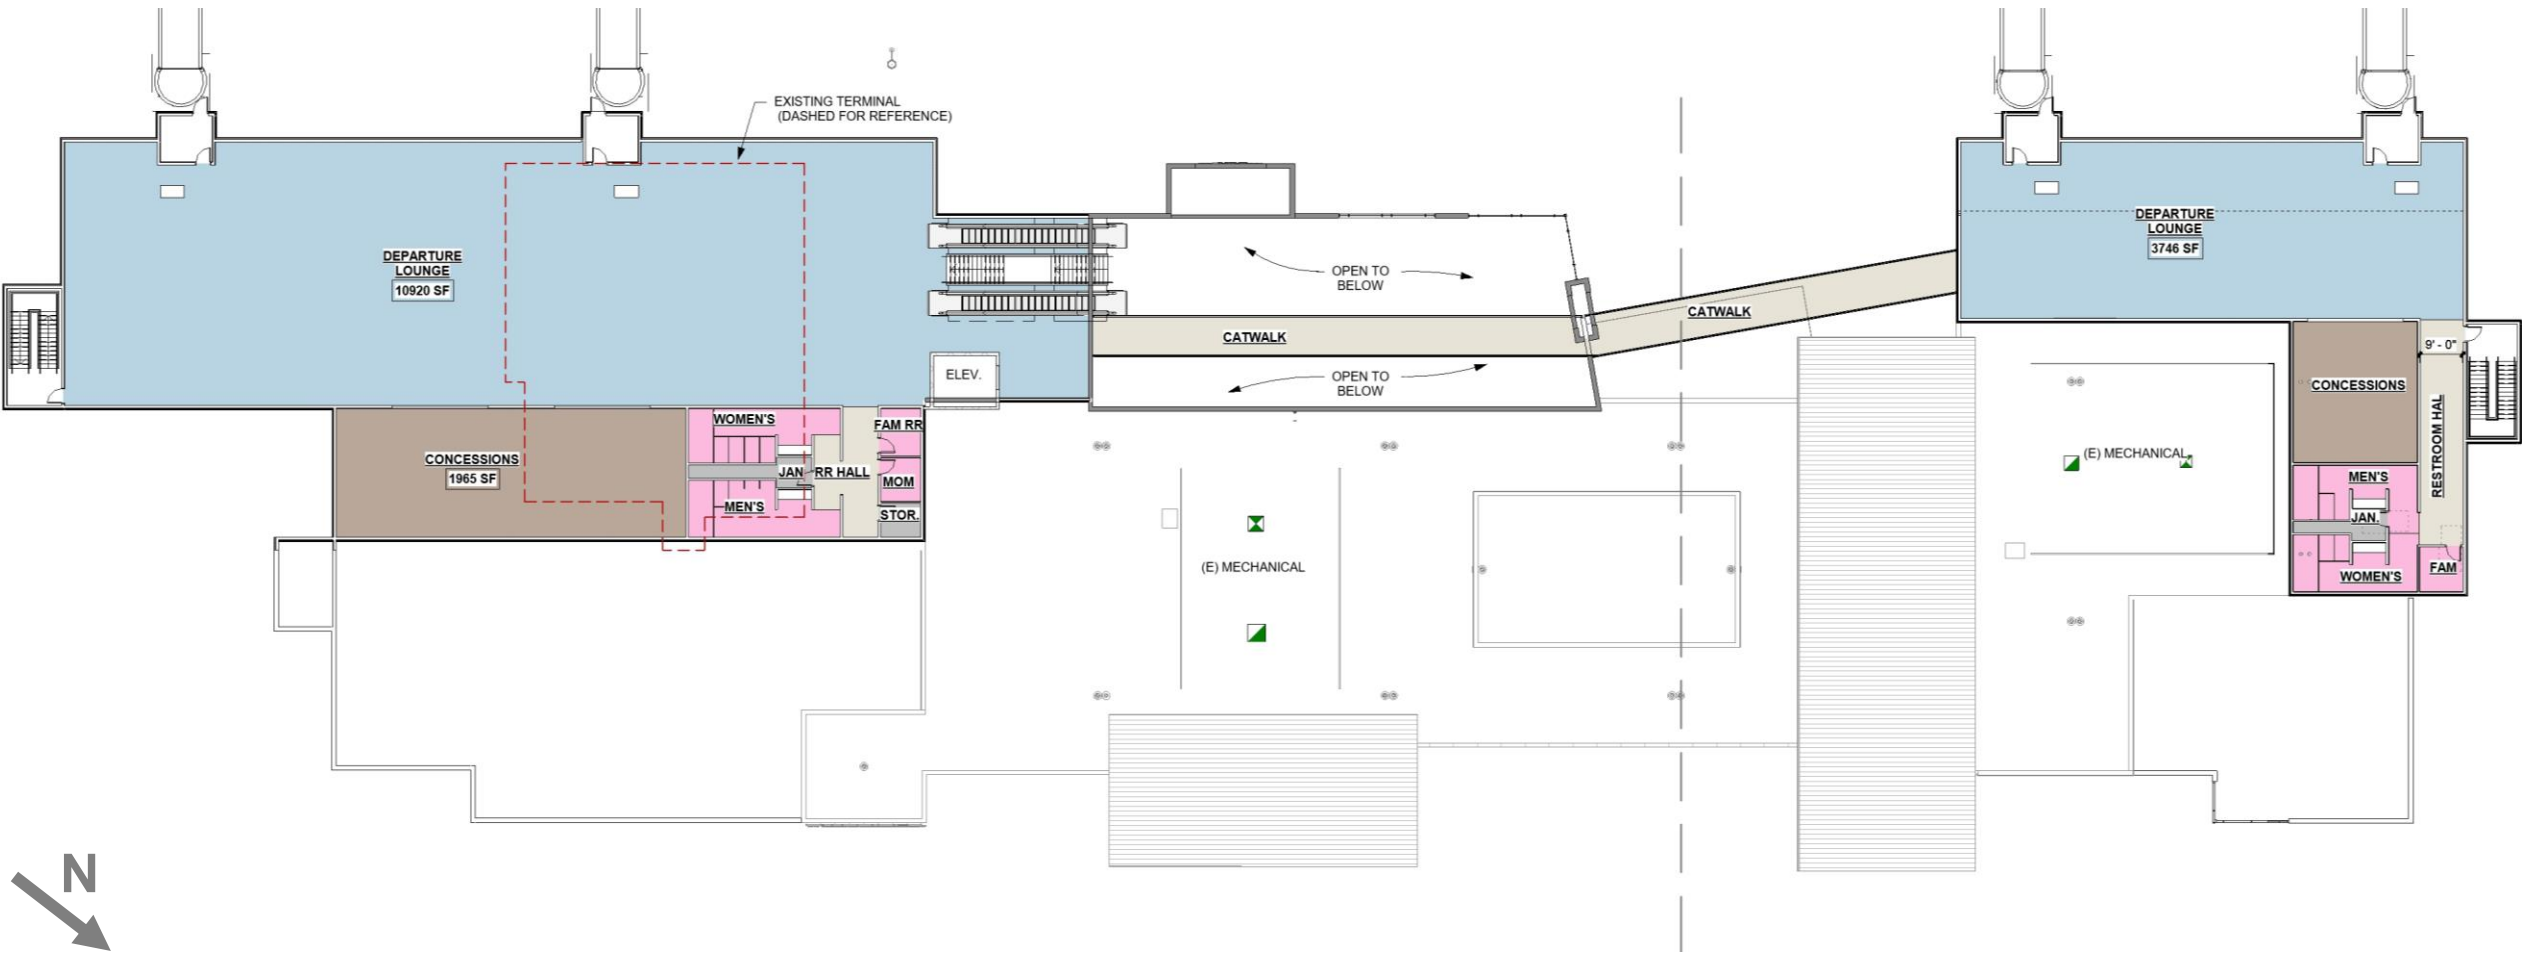 EXISTING TERMINAL
(DASHED FOR REFERENCE)
DEPARTURE
LOUNGE
10920 SF
DEPARTURE
LOUNGE
3746 SF
OPEN TO
BELOW
CATWALK
CATWALK
ELEV.
OPEN TO
BELOW
9' - 0"
CONCESSIONS
RESTROOM HAL
WOMEN'S
FAM RR
CONCESSIONS
1965 SF
JAN
RR HALL
MOM
MEN'S
STOR.
(E) MECHANICAL
MEN'S
JAN.
WOMEN'S
FAM
(E) MECHANICAL
N